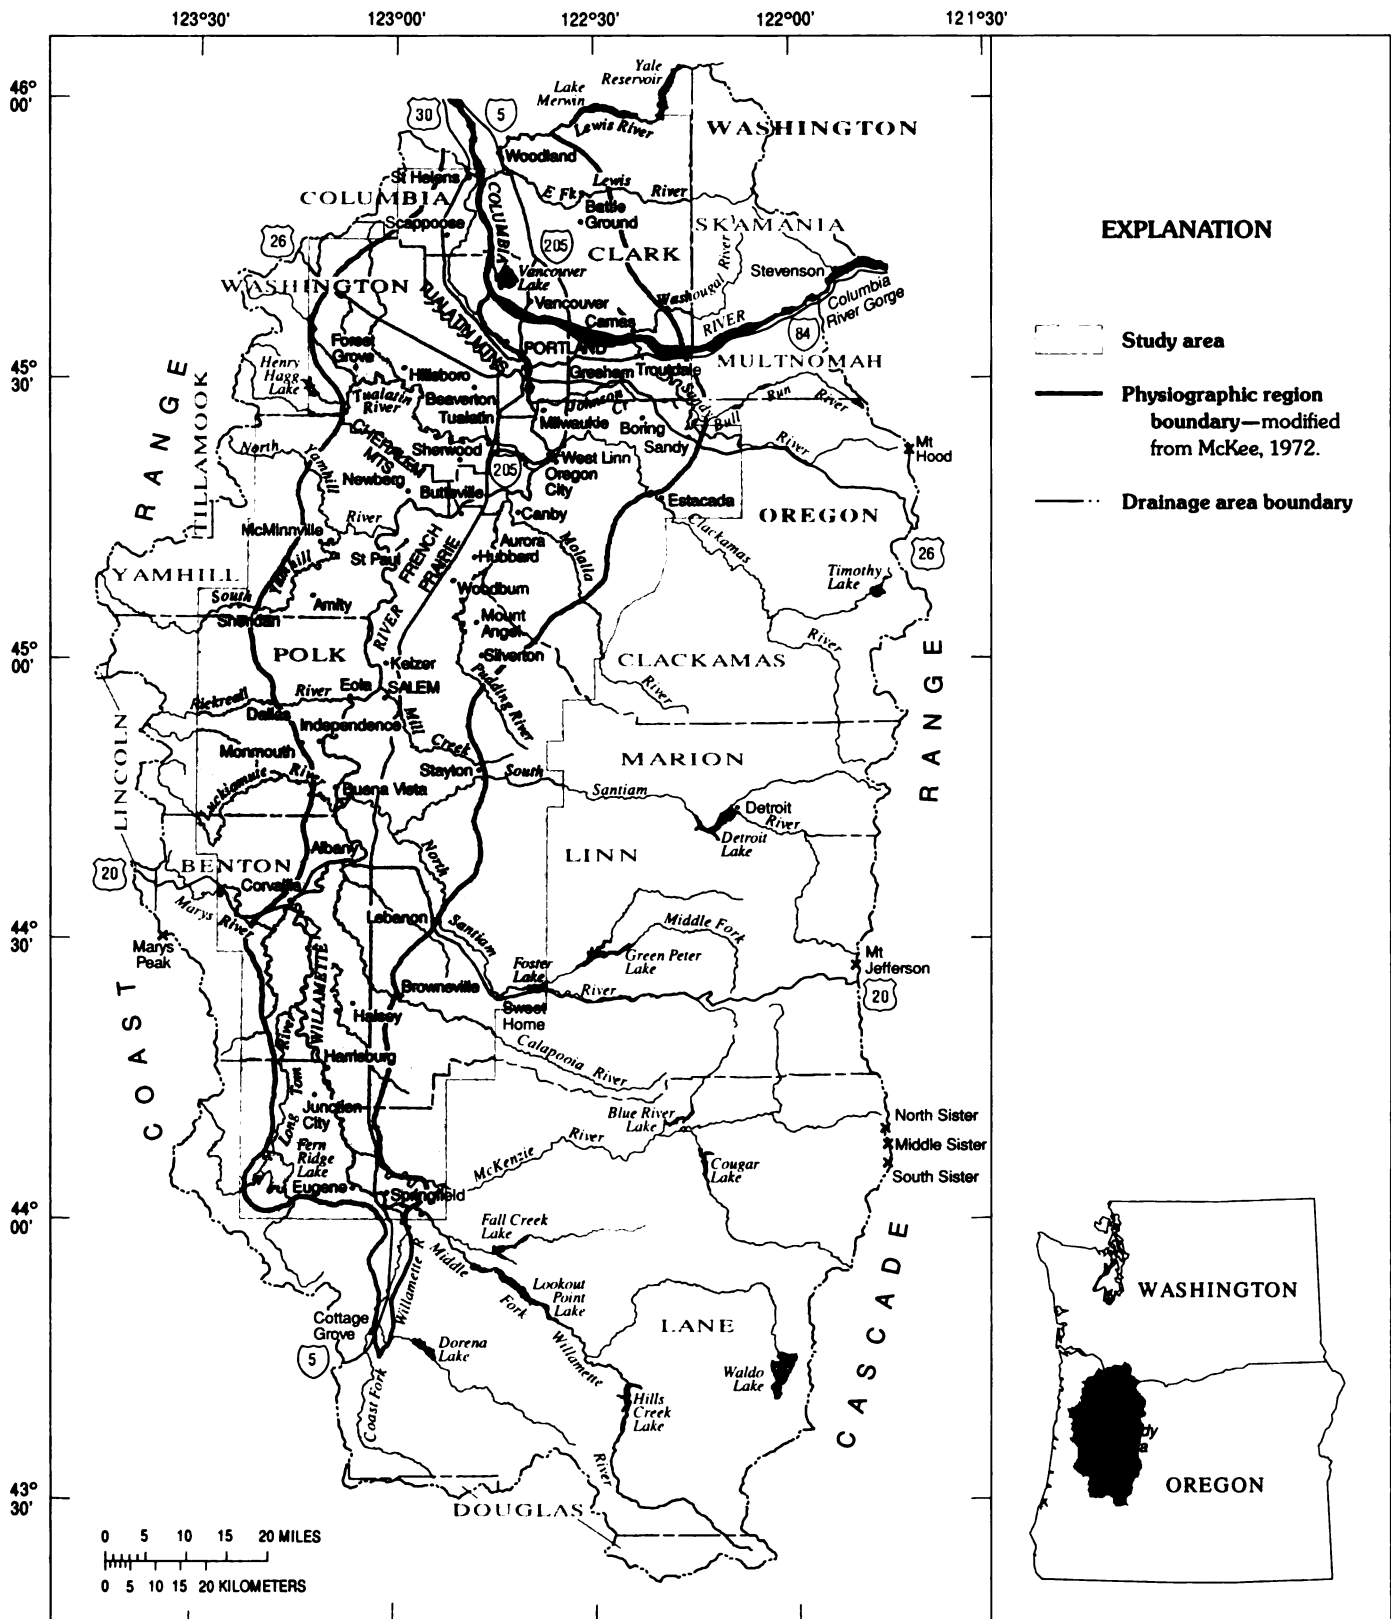 123°30' 123°00' 122°30' 122°00' 121°30'
46°
00'
45°
30'
45°
00'
44°
30'
44°
00'
43°
30'
Yale
Reservoir
Lake
Merwin
Lewis River
WASHINGTON
30
5
Woodland
St Helens
COLUMBIA
Scappoose
COLUMBIA
E Fk
Lewis
River
Battle
Ground
SKAMANIA
26
205
CLARK
Stevenson
Washougal River
Columbia
River Gorge
WASHINGTON
Vancouver
Lake
Vancouver
TUALATIN MTNS
Camas
RIVER
84
PORTLAND
MULTNOMAH
Forest
Grove
Henry
Hagg
Lake
Hillsboro
Gresham
Troutdale
Tualatin
River
Beaverton
Tualatin
Johnson
Cr
Sandy
Bull
Run
River
River
Milwaukie
Boring
Sandy
Mt
Hood
RANGE
TILLAMOOK
North
Yamhill
CHEHALEM
MTS
Sherwood
205
West Linn
Oregon
City
Newberg
Butteville
Canby
Estacada
OREGON
River
McMinnville
Clackamas
26
St Paul
FRENCH
PRAIRIE
Aurora
Hubbard
Molalla
Timothy
Lake
YAMHILL
Yamhill
South
Woodburn
Amity
Sheridan
Mount
Angel
River
RIVER
POLK
Silverton
Keizer
CLACKAMAS
RANGE
Rickreall
River
Eola
SALEM
Pudding River
River
Dallas
Independence
Mill
Creek
Monmouth
MARION
LINCOLN
Stayton
South
Santiam
Luckiamute
River
Buena Vista
Detroit
River
Detroit
Lake
Albany
North
LINN
BENTON
20
Corvallis
Marys
River
Lebanon
Santiam
Middle Fork
Marys
Peak
Green Peter
Lake
Mt
Jefferson
Foster
Lake
River
20
WILLAMETTE
Brownsville
Sweet
Home
Halsey
COAST
River
Calapooia River
Harrisburg
Tom
Long
Junction
City
Blue River
Lake
North Sister
Middle Sister
South Sister
McKenzie
River
Fern
Ridge
Lake
Cougar
Lake
Eugene
Springfield
Fall Creek
Lake
Willamette R
Middle
Fork
Willamette
Lookout
Point
Lake
CASCADE
Cottage
Grove
LANE
5
Dorena
Lake
Waldo
Lake
Hills
Creek
Lake
Coast Fork
River
DOUGLAS
0 5 10 15 20 MILES
0 5 10 15 20 KILOMETERS
EXPLANATION
Study area
Physiographic region
boundary—modified
from McKee, 1972.
Drainage area boundary
WASHINGTON
OREGON